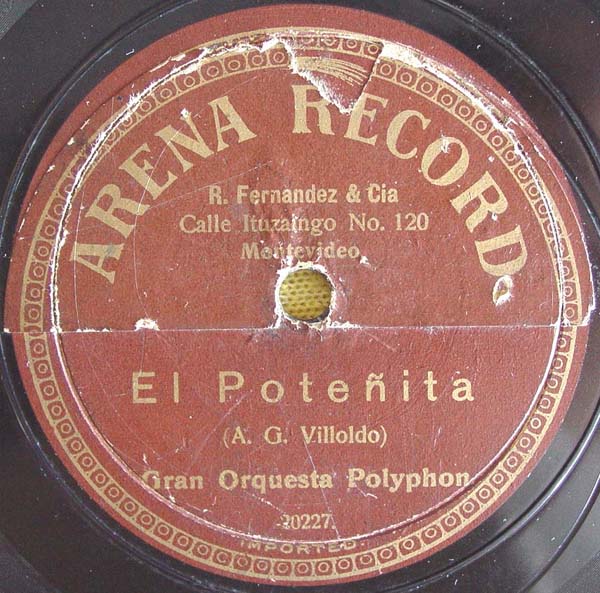 ARENA RECORD
R. Fernandez & Cia
Calle Ituzaingo No. 120
Montevideo
El Poteñita
(A. G. Villoldo)
Gran Orquesta Polyphon
-20227.
IMPORTED